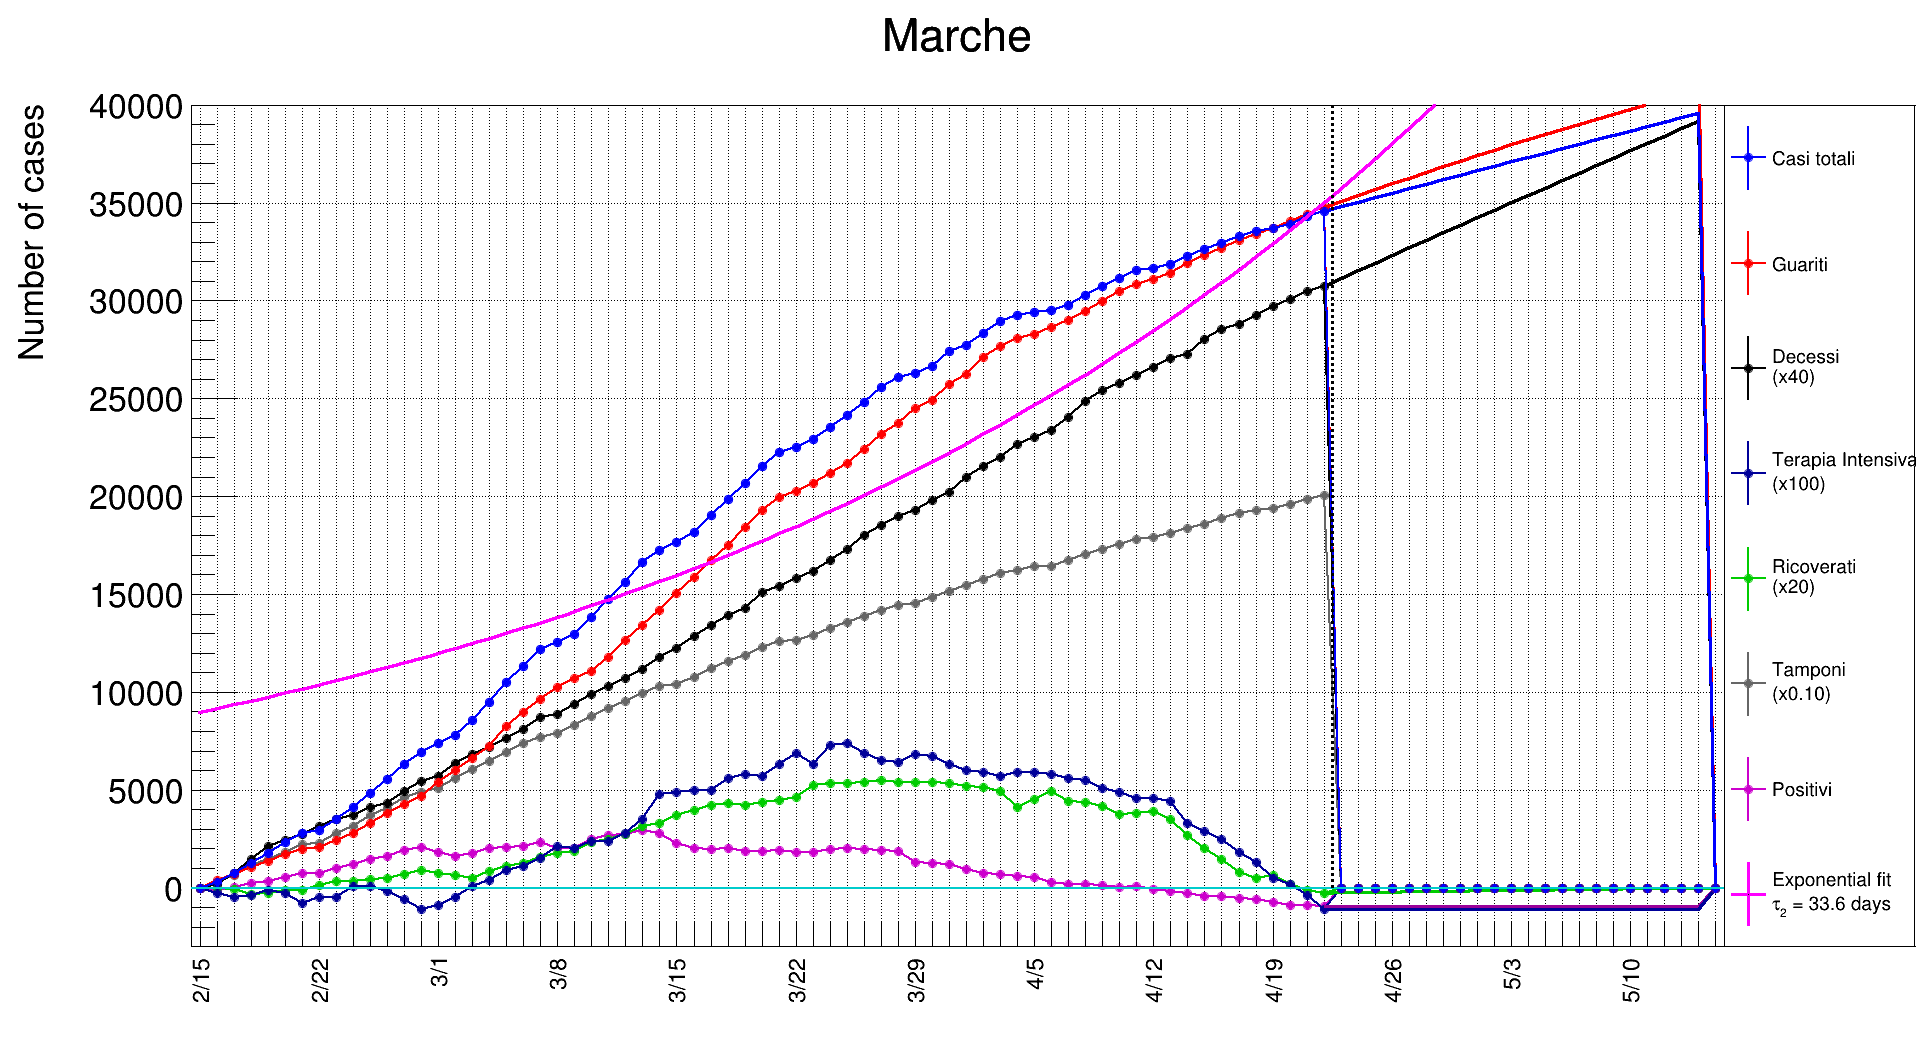 Marche
Number of cases
40000
35000
30000
25000
20000
15000
10000
5000
0
2/15
2/22
3/1
3/8
3/15
3/22
3/29
4/5
4/12
4/19
4/26
5/3
5/10
Casi totali
Guariti
Decessi
(x40)
Terapia Intensiva
(x100)
Ricoverati
(x20)
Tamponi
(x0.10)
Positivi
Exponential fit
τ2 = 33.6 days